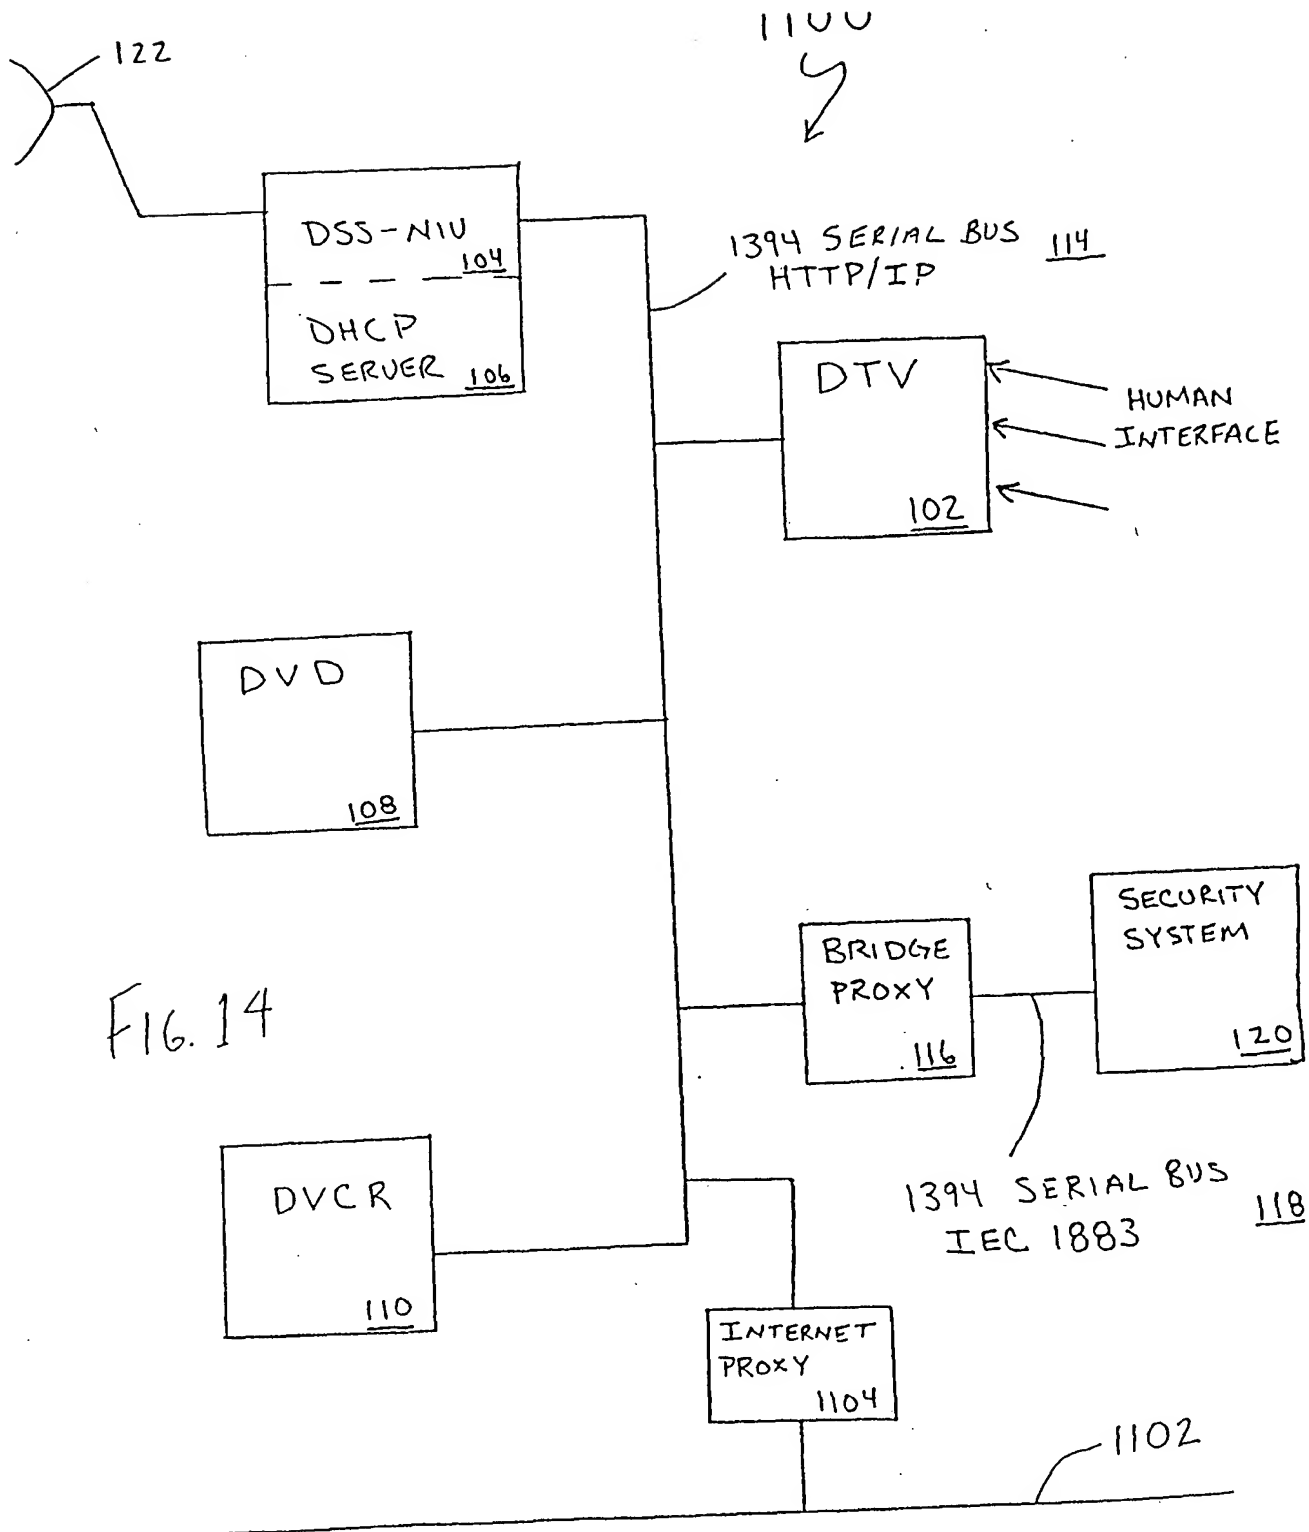 1100
122
DSS-NIU
104
DHCP
SERVER 106
1394 SERIAL BUS 114
HTTP/IP
DTV
102
HUMAN
INTERFACE
DVD
108
BRIDGE
PROXY
116
SECURITY
SYSTEM
120
FIG. 14
1394 SERIAL BUS
IEC 1883
118
DVCR
110
INTERNET
PROXY
1104
1102